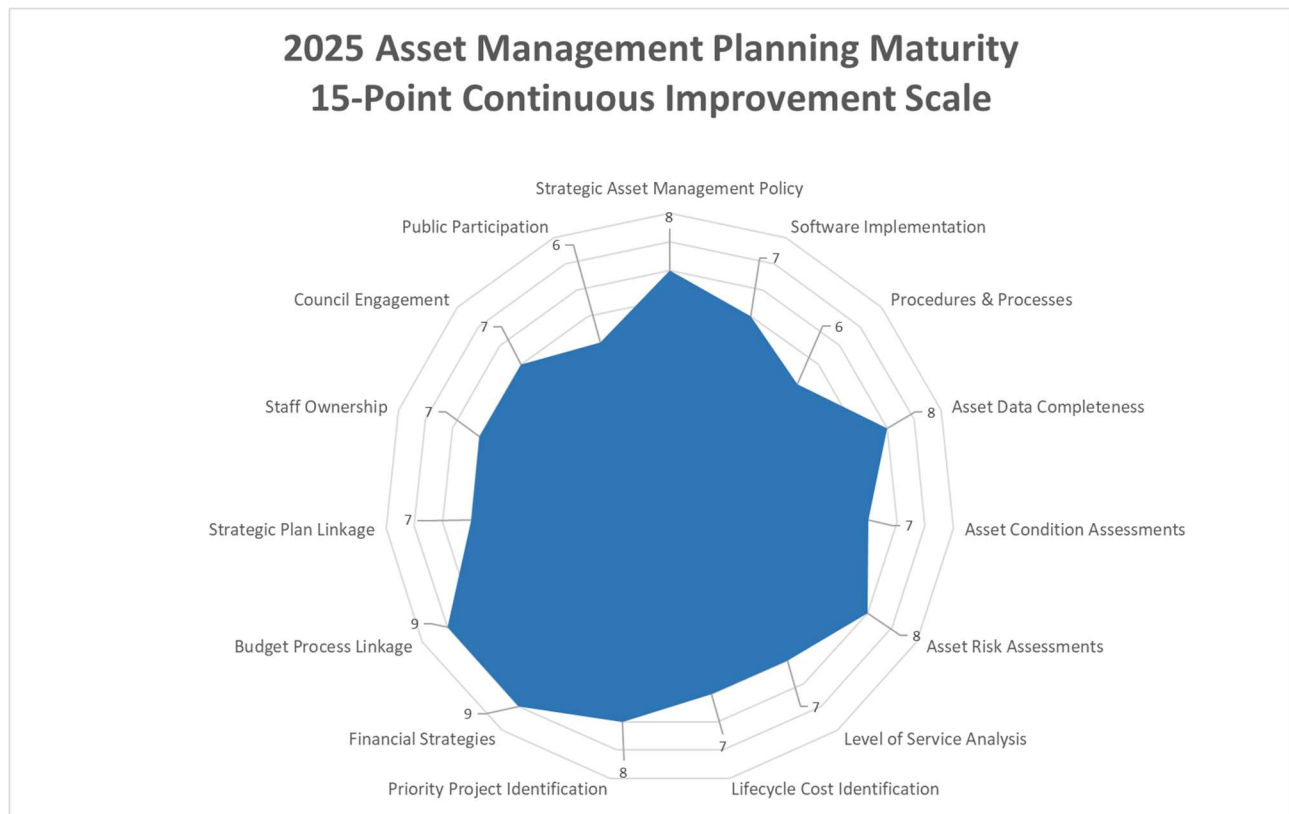 2025 Asset Management Planning Maturity
15-Point Continuous Improvement Scale
Strategic Asset Management Policy
8
Software Implementation
7
Procedures & Processes
6
Asset Data Completeness
8
Asset Condition Assessments
7
Asset Risk Assessments
8
Level of Service Analysis
7
Lifecycle Cost Identification
7
Priority Project Identification
8
Financial Strategies
9
Budget Process Linkage
9
Strategic Plan Linkage
7
Staff Ownership
7
Council Engagement
7
Public Participation
6